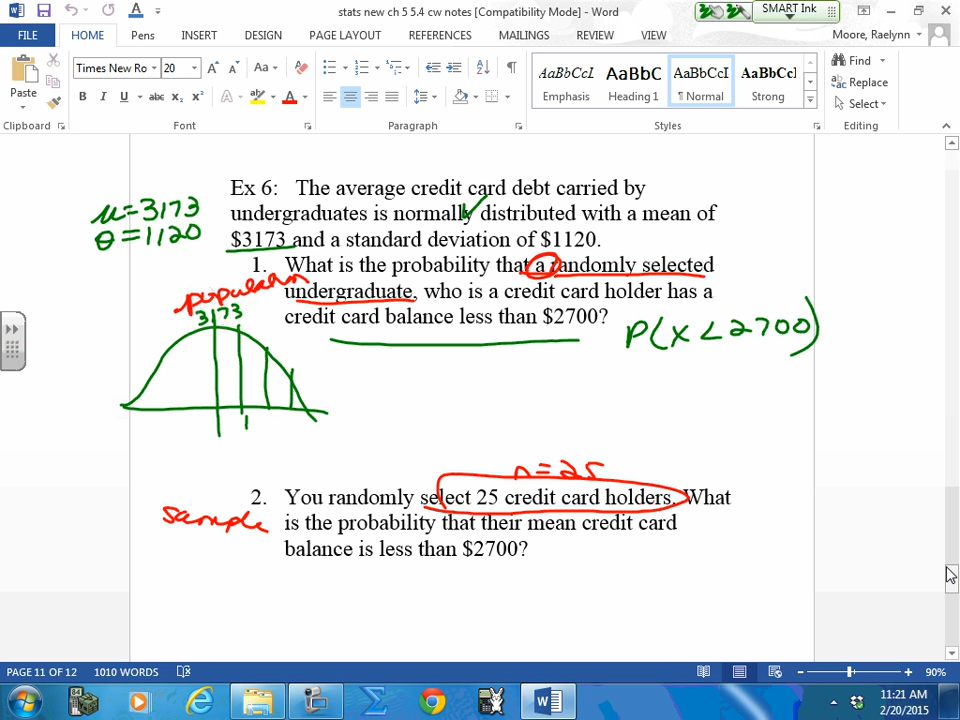 stats new ch 5 5.4 cw notes [Compatibility Mode] - Word
SMART Ink
FILE HOME Pens INSERT DESIGN PAGE LAYOUT REFERENCES MAILINGS REVIEW VIEW Moore, Raelynn
Paste
Times New Ro 20 Aa
B I U abc x₂ x² A A
AaBbCcI AaBbC AaBbCcI AaBbCcI
Emphasis Heading 1 ¶ Normal Strong
Find
Replace
Select
Clipboard Font Paragraph Styles Editing
Ex 6: The average credit card debt carried by
undergraduates is normally distributed with a mean of
$3173 and a standard deviation of $1120.
μ=3173
θ=1120
1. What is the probability that a randomly selected
undergraduate, who is a credit card holder has a
credit card balance less than $2700?
population
3173
P(x<2700)
1
n=25
2. You randomly select 25 credit card holders. What
is the probability that their mean credit card
balance is less than $2700?
sample
PAGE 11 OF 12 1010 WORDS 90%
11:21 AM
2/20/2015